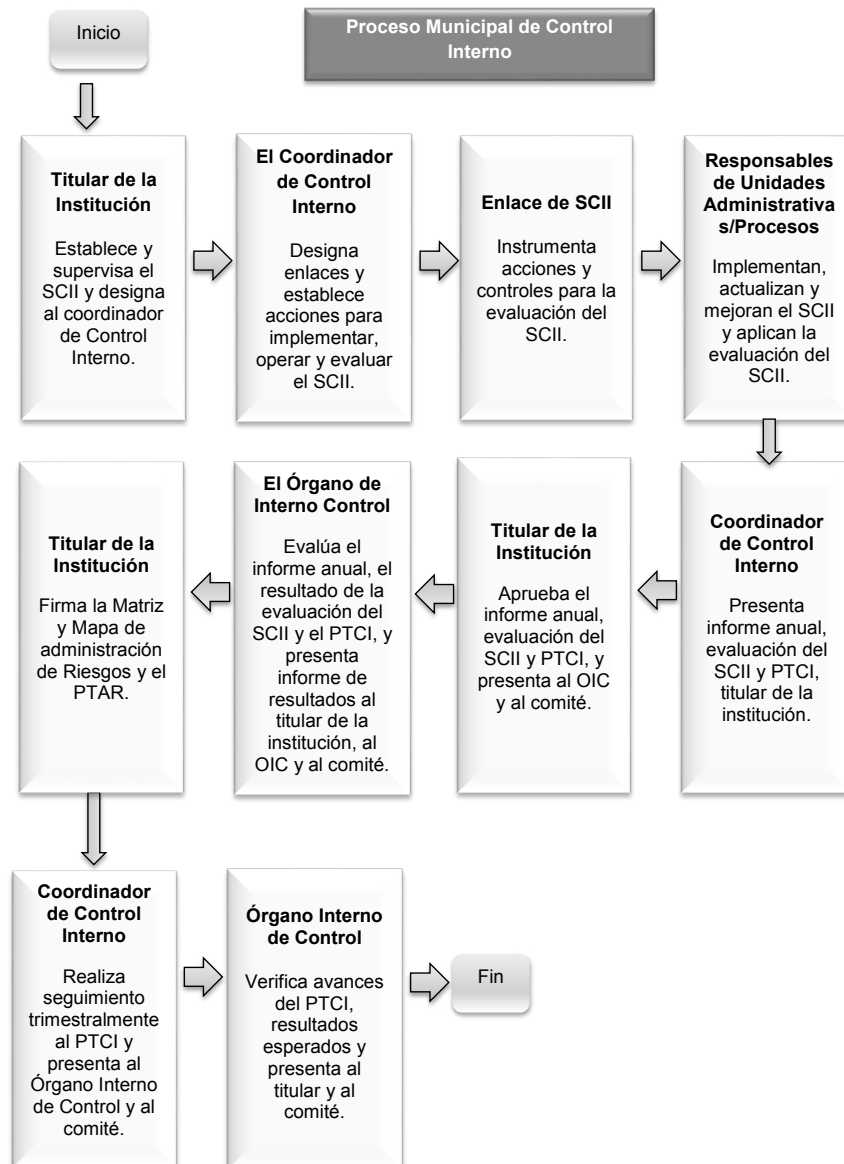 Inicio
Proceso Municipal de Control
Interno
Titular de la
Institución
Establece y
supervisa el
SCII y designa
al coordinador
de Control
Interno.
El Coordinador
de Control
Interno
Designa
enlaces y
establece
acciones para
implementar,
operar y evaluar
el SCII.
Enlace de SCII
Instrumenta
acciones y
controles para la
evaluación del
SCII.
Responsables
de Unidades
Administrativa
s/Procesos
Implementan,
actualizan y
mejoran el SCII
y aplican la
evaluación del
SCII.
Coordinador
de Control
Interno
Presenta
informe anual,
evaluación del
SCII y PTCI,
titular de la
institución.
Titular de la
Institución
Aprueba el
informe anual,
evaluación del
SCII y PTCI, y
presenta al OIC
y al comité.
El Órgano de
Interno Control
Evalúa el
informe anual, el
resultado de la
evaluación del
SCII y el PTCI, y
presenta
informe de
resultados al
titular de la
institución, al
OIC y al comité.
Titular de la
Institución
Firma la Matriz
y Mapa de
administración
de Riesgos y el
PTAR.
Coordinador
de Control
Interno
Realiza
seguimiento
trimestralmente
al PTCI y
presenta al
Órgano Interno
de Control y al
comité.
Órgano Interno
de Control
Verifica avances
del PTCI,
resultados
esperados y
presenta al
titular y al
comité.
Fin